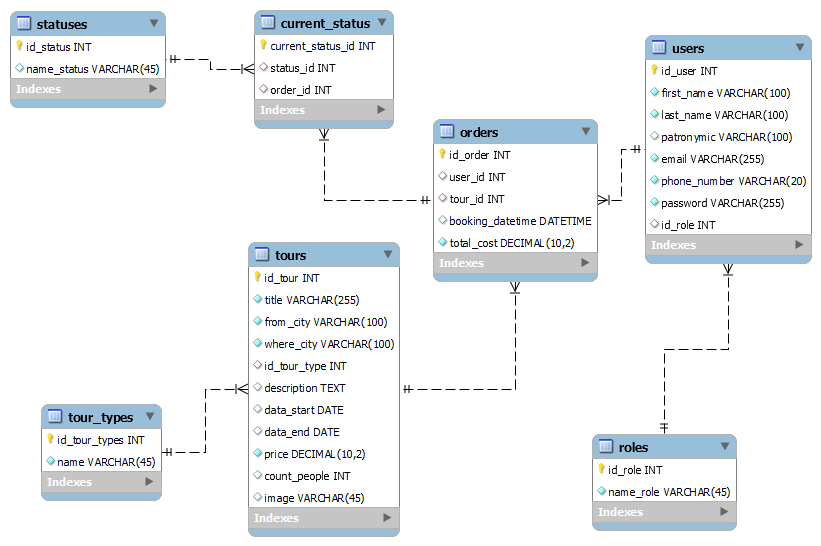 statuses
id_status INT
name_status VARCHAR(45)
Indexes
current_status
current_status_id INT
status_id INT
order_id INT
Indexes
orders
id_order INT
user_id INT
tour_id INT
booking_datetime DATETIME
total_cost DECIMAL(10,2)
Indexes
users
id_user INT
first_name VARCHAR(100)
last_name VARCHAR(100)
patronymic VARCHAR(100)
email VARCHAR(255)
phone_number VARCHAR(20)
password VARCHAR(255)
id_role INT
Indexes
tours
id_tour INT
title VARCHAR(255)
from_city VARCHAR(100)
where_city VARCHAR(100)
id_tour_type INT
description TEXT
data_start DATE
data_end DATE
price DECIMAL(10,2)
count_people INT
image VARCHAR(45)
Indexes
tour_types
id_tour_types INT
name VARCHAR(45)
Indexes
roles
id_role INT
name_role VARCHAR(45)
Indexes